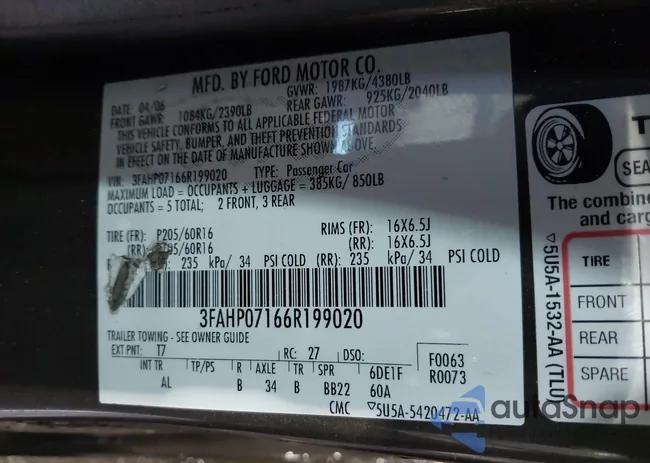 MFD. BY FORD MOTOR CO.
DATE: 04/06 GVWR: 1987KG/4380LB
FRONT GAWR: 1084KG/2390LB REAR GAWR: 925KG/2040LB
THIS VEHICLE CONFORMS TO ALL APPLICABLE FEDERAL MOTOR
VEHICLE SAFETY, BUMPER, AND THEFT PREVENTION STANDARDS
IN EFFECT ON THE DATE OF MANUFACTURE SHOWN ABOVE.
VIN: 3FAHP07166R199020 TYPE: Passenger Car
MAXIMUM LOAD = OCCUPANTS + LUGGAGE = 385KG/ 850LB
OCCUPANTS = 5 TOTAL; 2 FRONT, 3 REAR
TIRE (FR): P205/60R16 RIMS (FR): 16X6.5J
(RR): P205/60R16 (RR): 16X6.5J
235 kPa/ 34 PSI COLD (RR): 235 kPa/ 34 PSI COLD
3FAHP07166R199020
TRAILER TOWING - SEE OWNER GUIDE
EXT PNT: T7 RC: 27 DSO: F0063
INT TR TP/PS R AXLE TR SPR 6DE1F R0073
AL B 34 B BB22 60A
CMC 5U5A-5420472-AA
SEA
The combine
and carg
TIRE
FRONT
REAR
SPARE
5U5A-1532-AA (TLU)
autoSnap